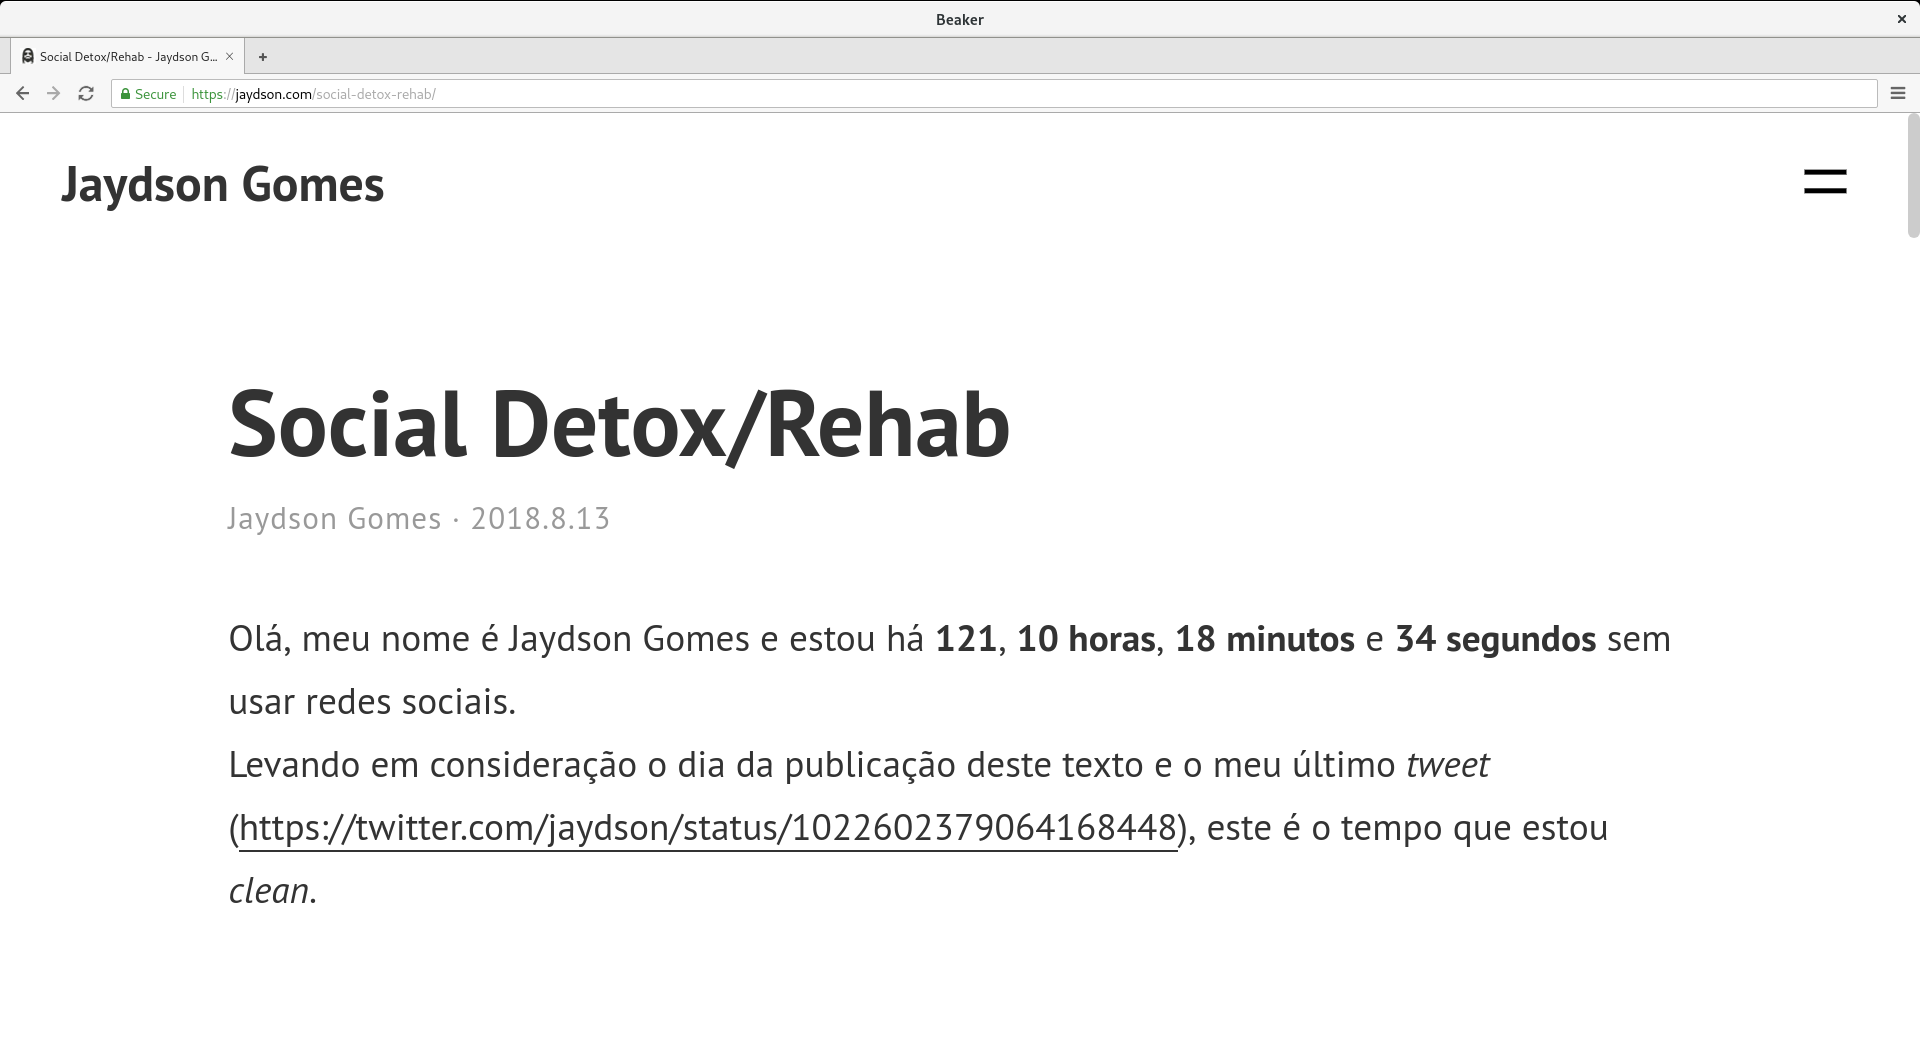 Beaker
Social Detox/Rehab - Jaydson G...
Secure https://jaydson.com/social-detox-rehab/
Jaydson Gomes
Social Detox/Rehab
Jaydson Gomes · 2018.8.13
Olá, meu nome é Jaydson Gomes e estou há 121, 10 horas, 18 minutos e 34 segundos sem
usar redes sociais.
Levando em consideração o dia da publicação deste texto e o meu último tweet
(https://twitter.com/jaydson/status/1022602379064168448), este é o tempo que estou
clean.